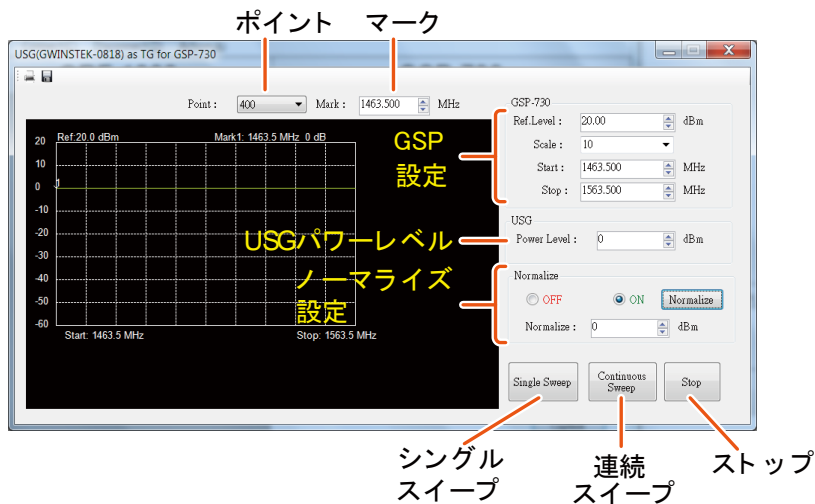 ポイント マーク
USG(GWINSTEK-0818) as TG for GSP-730
Point : 400 Mark : 1463.500 MHz
Ref:20.0 dBm Mark1: 1463.5 MHz 0 dB
20
10
0
-10
-20
-30
-40
-50
-60
1
Start: 1463.5 MHz Stop: 1563.5 MHz
GSP
設定
USGパワーレベル
ノーマライズ
設定
GSP-730
Ref.Level : 20.00 dBm
Scale : 10
Start : 1463.500 MHz
Stop : 1563.500 MHz
USG
Power Level : 0 dBm
Normalize
OFF ON Normalize
Normalize : 0 dBm
Single Sweep
Continuous
Sweep
Stop
シングル
スイープ
連続
スイープ
ストップ